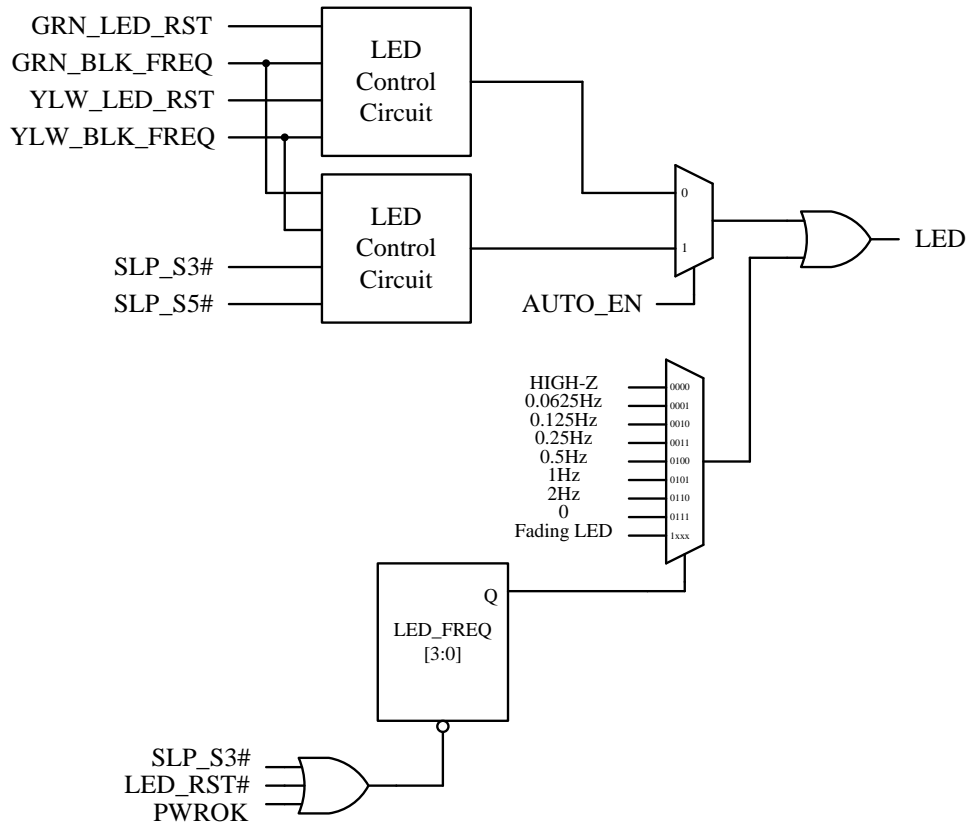 GRN_LED_RST
GRN_BLK_FREQ
YLW_LED_RST
YLW_BLK_FREQ
LED
Control
Circuit
LED
Control
Circuit
SLP_S3#
SLP_S5#
0
1
AUTO_EN
LED
HIGH-Z
0.0625Hz
0.125Hz
0.25Hz
0.5Hz
1Hz
2Hz
0
Fading LED
0000
0001
0010
0011
0100
0101
0110
0111
1xxx
Q
LED_FREQ
[3:0]
SLP_S3#
LED_RST#
PWROK